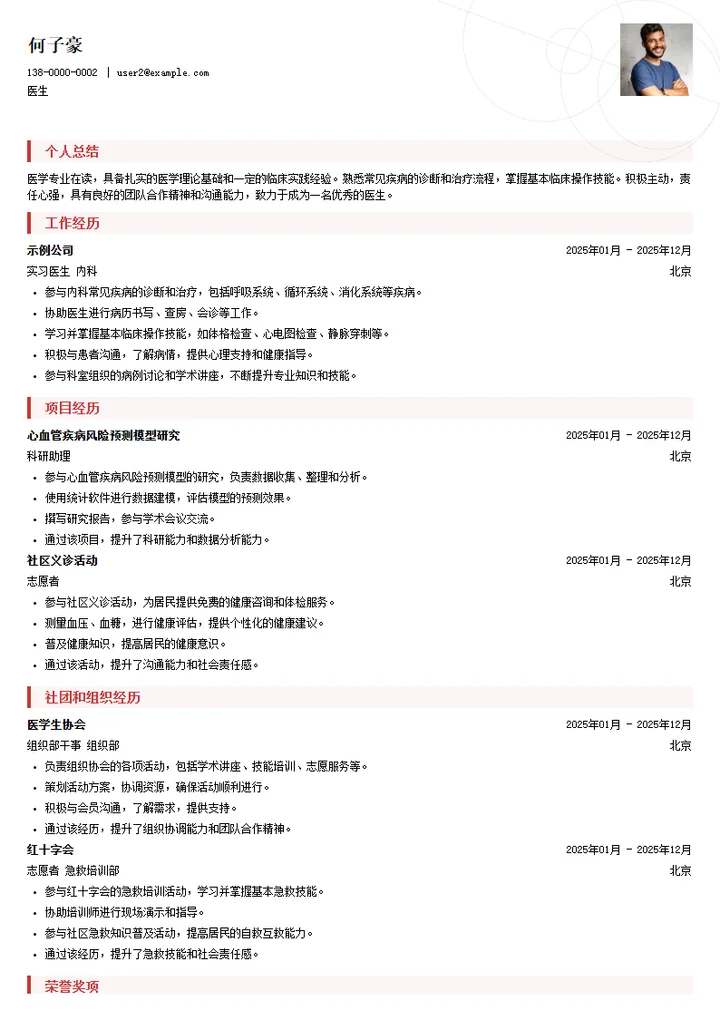 何子豪
138-0000-0002 | user2@example.com
医生
个人总结
医学专业在读，具备扎实的医学理论基础和一定的临床实践经验。熟悉常见疾病的诊断和治疗流程，掌握基本临床操作技能。积极主动，责
任心强，具有良好的团队合作精神和沟通能力，致力于成为一名优秀的医生。
工作经历
示例公司 2025年01月 - 2025年12月
实习医生 内科 北京
• 参与内科常见疾病的诊断和治疗，包括呼吸系统、循环系统、消化系统等疾病。
• 协助医生进行病历书写、查房、会诊等工作。
• 学习并掌握基本临床操作技能，如体格检查、心电图检查、静脉穿刺等。
• 积极与患者沟通，了解病情，提供心理支持和健康指导。
• 参与科室组织的病例讨论和学术讲座，不断提升专业知识和技能。
项目经历
心血管疾病风险预测模型研究 2025年01月 - 2025年12月
科研助理 北京
• 参与心血管疾病风险预测模型的研究，负责数据收集、整理和分析。
• 使用统计软件进行数据建模，评估模型的预测效果。
• 撰写研究报告，参与学术会议交流。
• 通过该项目，提升了科研能力和数据分析能力。
社区义诊活动 2025年01月 - 2025年12月
志愿者 北京
• 参与社区义诊活动，为居民提供免费的健康咨询和体检服务。
• 测量血压、血糖，进行健康评估，提供个性化的健康建议。
• 普及健康知识，提高居民的健康意识。
• 通过该活动，提升了沟通能力和社会责任感。
社团和组织经历
医学生协会 2025年01月 - 2025年12月
组织部干事 组织部 北京
• 负责组织协会的各项活动，包括学术讲座、技能培训、志愿服务等。
• 策划活动方案，协调资源，确保活动顺利进行。
• 积极与会员沟通，了解需求，提供支持。
• 通过该经历，提升了组织协调能力和团队合作精神。
红十字会 2025年01月 - 2025年12月
志愿者 急救培训部 北京
• 参与红十字会的急救培训活动，学习并掌握基本急救技能。
• 协助培训师进行现场演示和指导。
• 参与社区急救知识普及活动，提高居民的自救互救能力。
• 通过该经历，提升了急救技能和社会责任感。
荣誉奖项